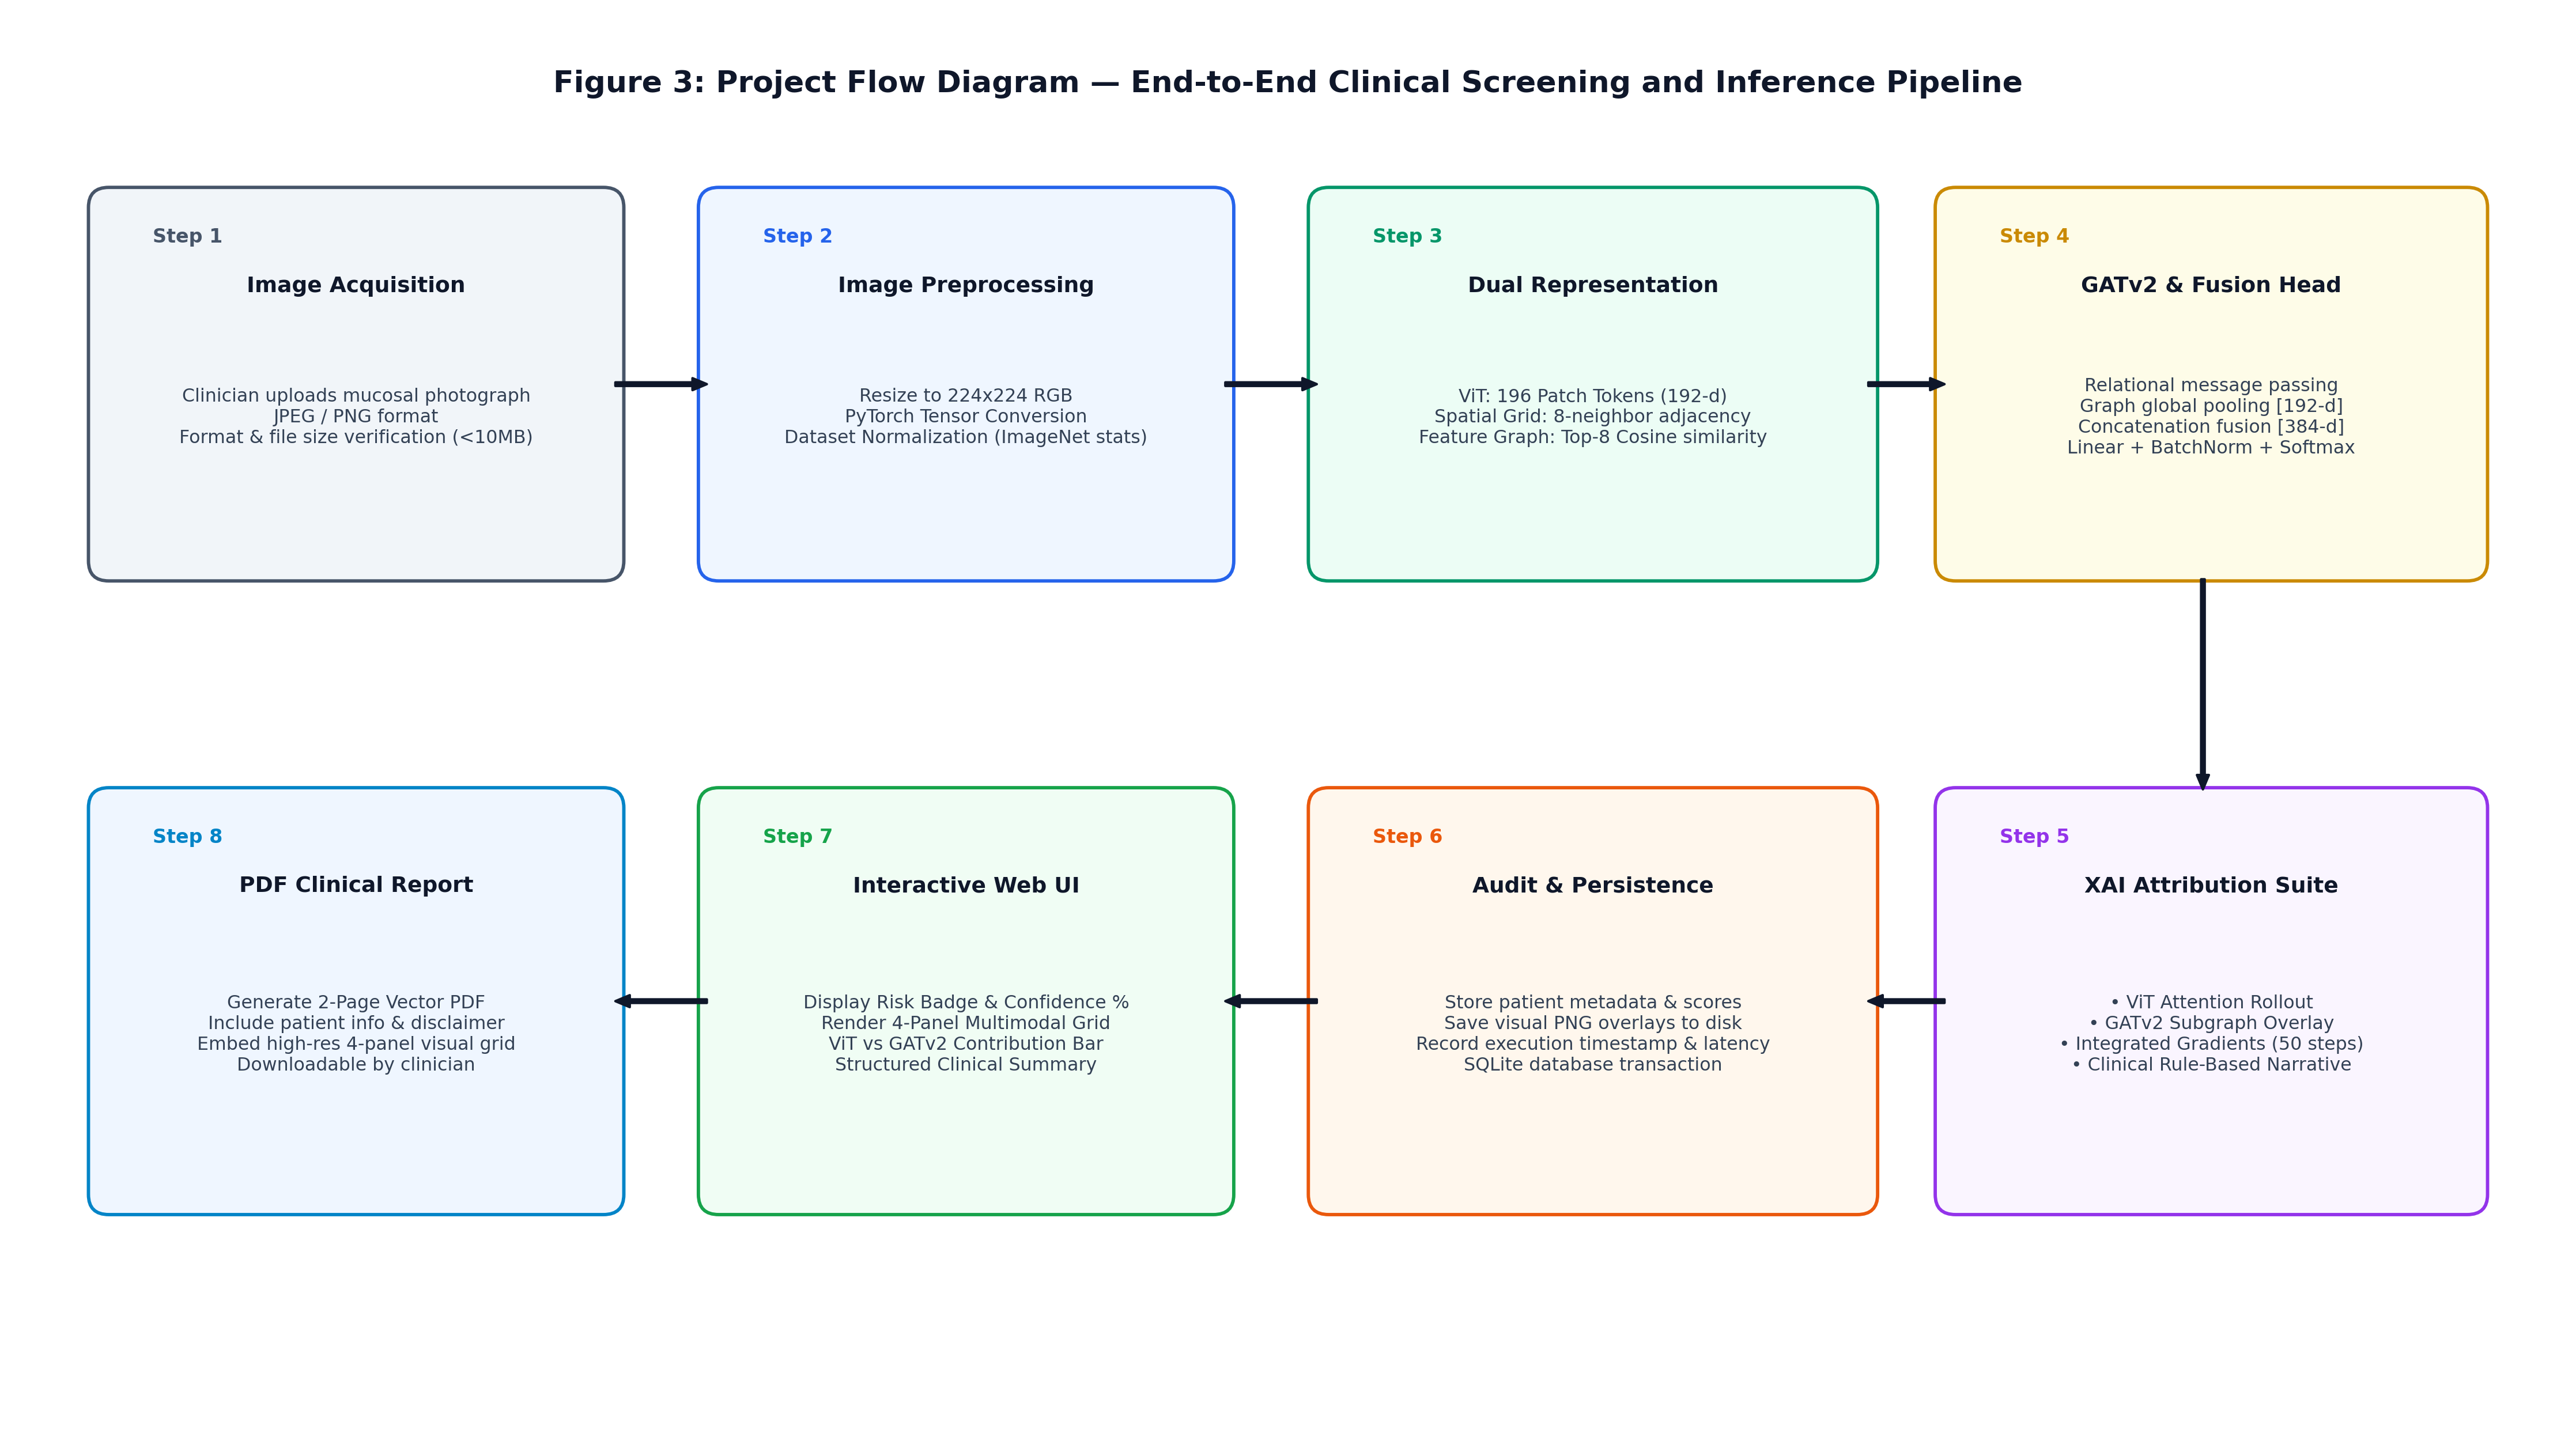 Figure 3: Project Flow Diagram — End-to-End Clinical Screening and Inference Pipeline
Step 1
Image Acquisition
Clinician uploads mucosal photograph
JPEG / PNG format
Format & file size verification (<10MB)
Step 2
Image Preprocessing
Resize to 224x224 RGB
PyTorch Tensor Conversion
Dataset Normalization (ImageNet stats)
Step 3
Dual Representation
ViT: 196 Patch Tokens (192-d)
Spatial Grid: 8-neighbor adjacency
Feature Graph: Top-8 Cosine similarity
Step 4
GATv2 & Fusion Head
Relational message passing
Graph global pooling [192-d]
Concatenation fusion [384-d]
Linear + BatchNorm + Softmax
Step 5
XAI Attribution Suite
• ViT Attention Rollout
• GATv2 Subgraph Overlay
• Integrated Gradients (50 steps)
• Clinical Rule-Based Narrative
Step 6
Audit & Persistence
Store patient metadata & scores
Save visual PNG overlays to disk
Record execution timestamp & latency
SQLite database transaction
Step 7
Interactive Web UI
Display Risk Badge & Confidence %
Render 4-Panel Multimodal Grid
ViT vs GATv2 Contribution Bar
Structured Clinical Summary
Step 8
PDF Clinical Report
Generate 2-Page Vector PDF
Include patient info & disclaimer
Embed high-res 4-panel visual grid
Downloadable by clinician